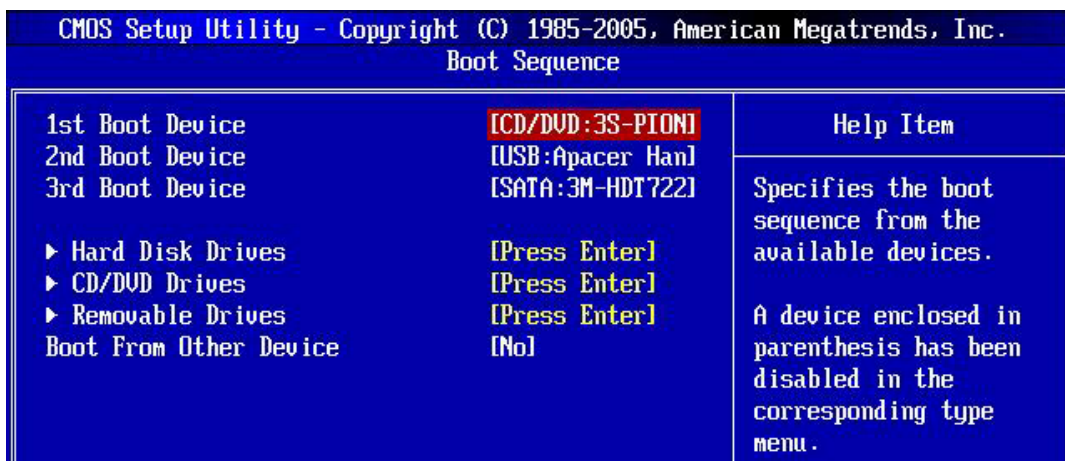 CMOS Setup Utility - Copyright (C) 1985-2005, American Megatrends, Inc.
Boot Sequence
1st Boot Device [CD/DVD:3S-PION]
2nd Boot Device [USB:Apacer Han]
3rd Boot Device [SATA:3M-HDT722]
▶ Hard Disk Drives [Press Enter]
▶ CD/DVD Drives [Press Enter]
▶ Removable Drives [Press Enter]
Boot From Other Device [No]
Help Item
Specifies the boot
sequence from the
available devices.
A device enclosed in
parenthesis has been
disabled in the
corresponding type
menu.